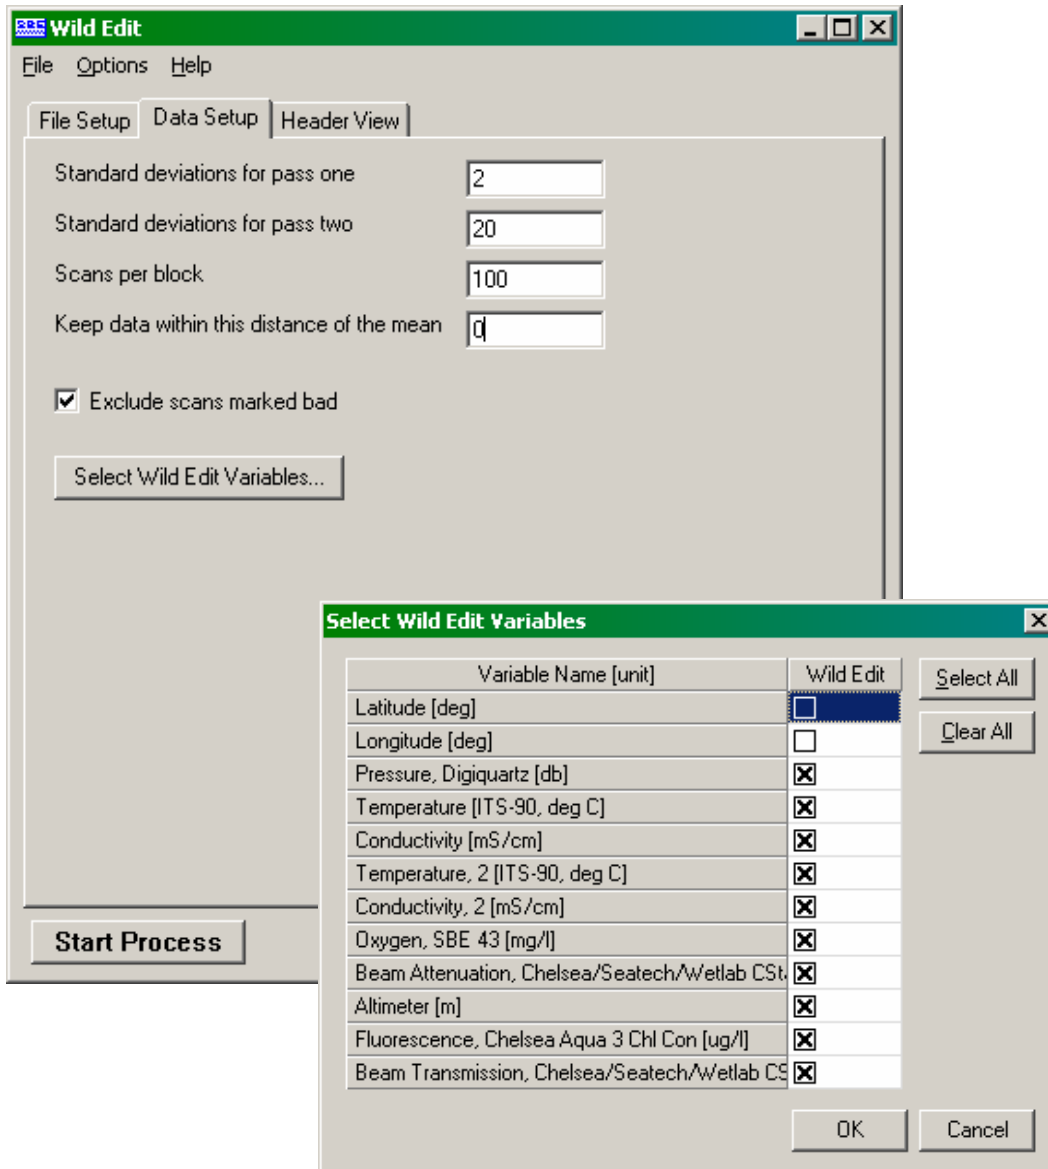 SBE Wild Edit
File Options Help
File Setup Data Setup Header View
Standard deviations for pass one 2
Standard deviations for pass two 20
Scans per block 100
Keep data within this distance of the mean 0
Exclude scans marked bad
Select Wild Edit Variables...
Start Process
Select Wild Edit Variables
Variable Name [unit] Wild Edit
Select All
Latitude [deg]
Clear All
Longitude [deg]
Pressure, Digiquartz [db]
Temperature [ITS-90, deg C]
Conductivity [mS/cm]
Temperature, 2 [ITS-90, deg C]
Conductivity, 2 [mS/cm]
Oxygen, SBE 43 [mg/l]
Beam Attenuation, Chelsea/Seatech/Wetlab CSt
Altimeter [m]
Fluorescence, Chelsea Aqua 3 Chl Con [ug/l]
Beam Transmission, Chelsea/Seatech/Wetlab CS
OK Cancel